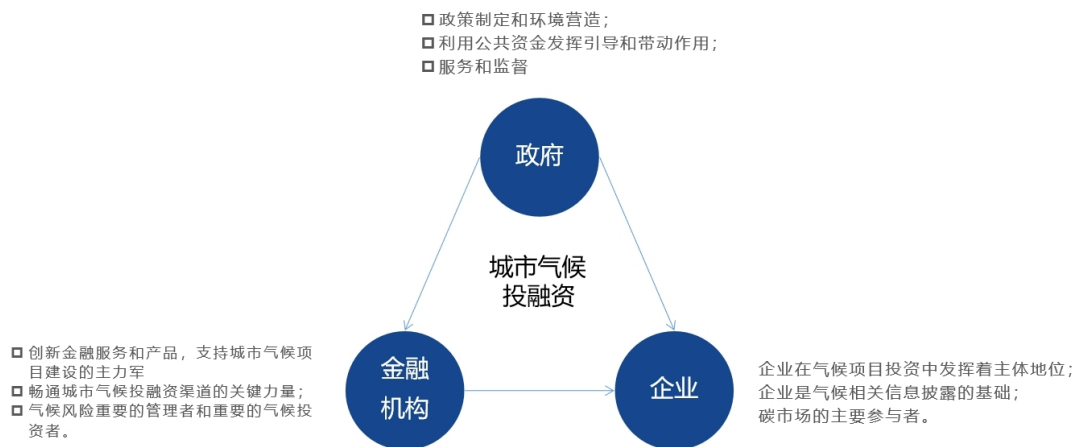 政策制定和环境营造；
利用公共资金发挥引导和带动作用；
服务和监督
政府
城市气候
投融资
创新金融服务和产品，支持城市气候项
目建设的主力军
畅通城市气候投融资渠道的关键力量；
气候风险重要的管理者和重要的气候投
资者。
金融
机构
企业
企业在气候项目投资中发挥着主体地位；
企业是气候相关信息披露的基础；
碳市场的主要参与者。